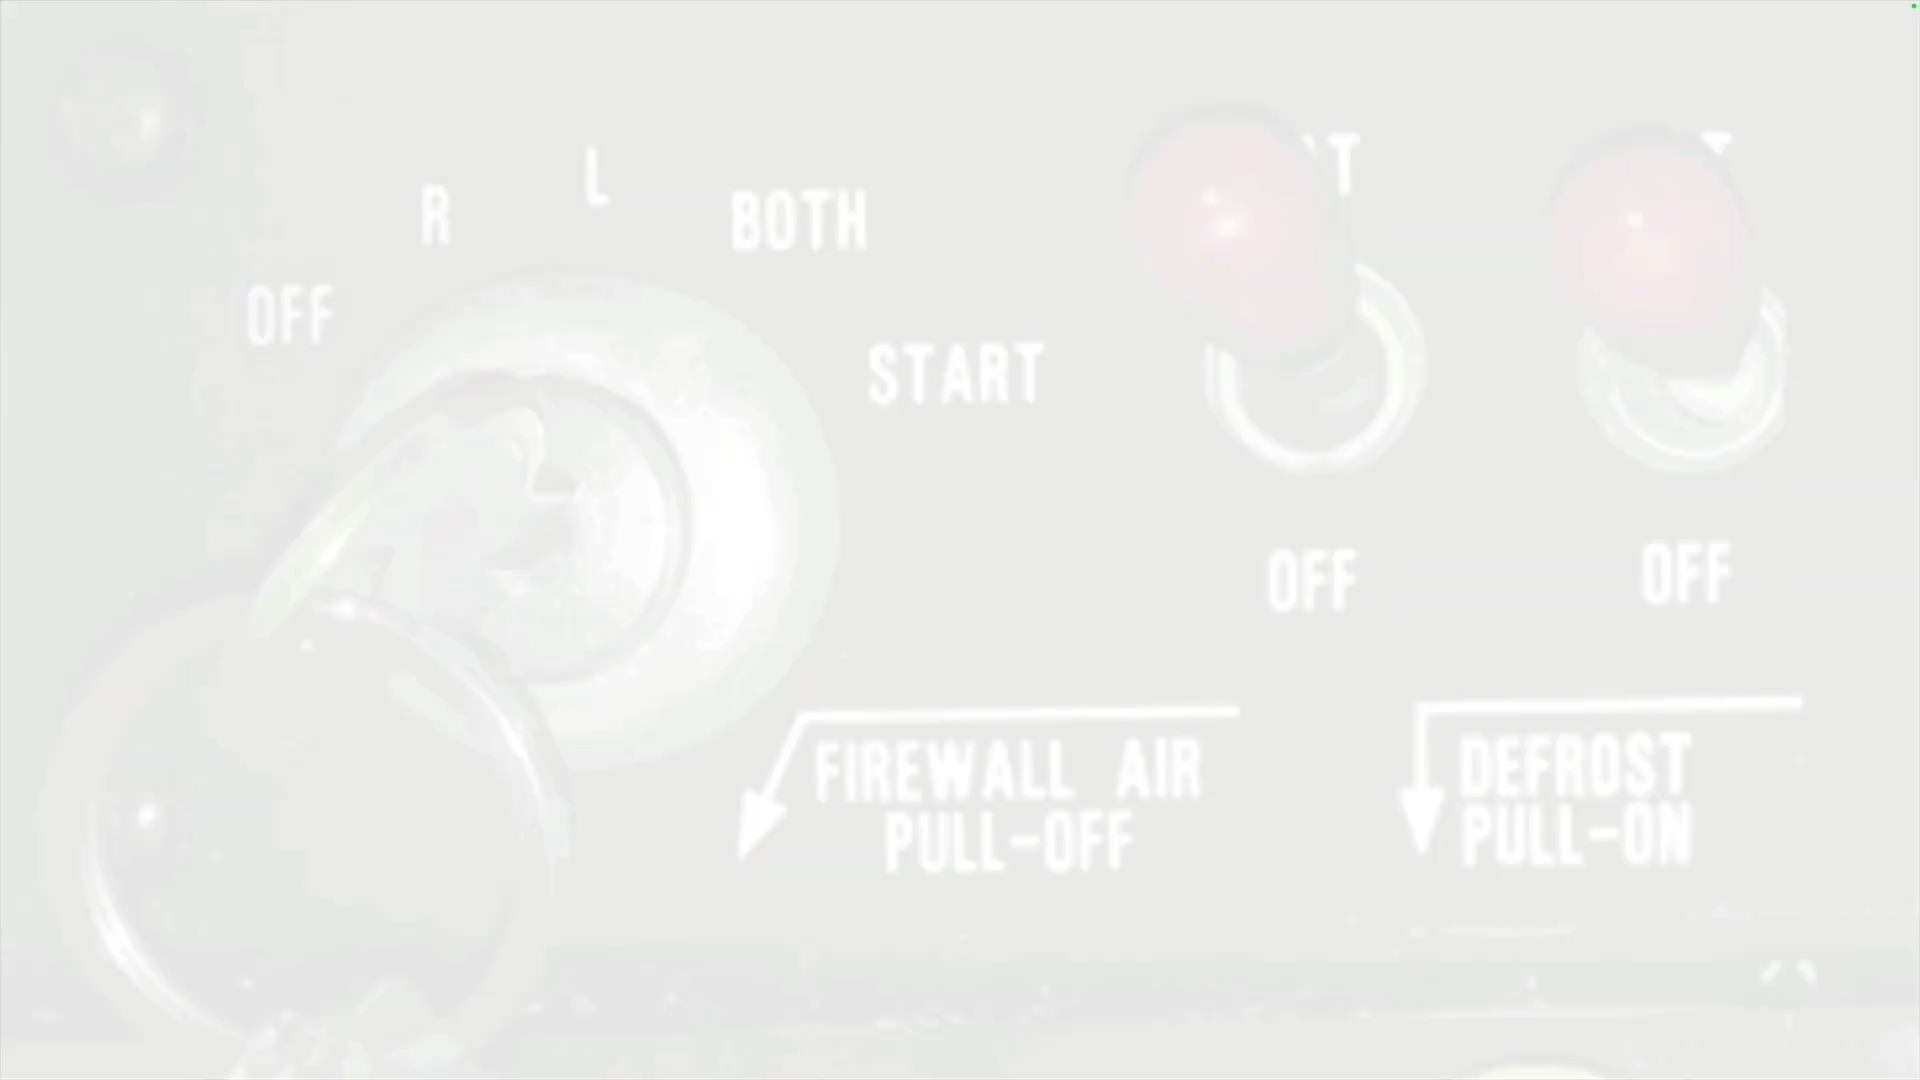 L
R
BOTH
OFF
START
OFF
OFF
FIREWALL AIR
PULL-OFF
DEFROST
PULL-ON